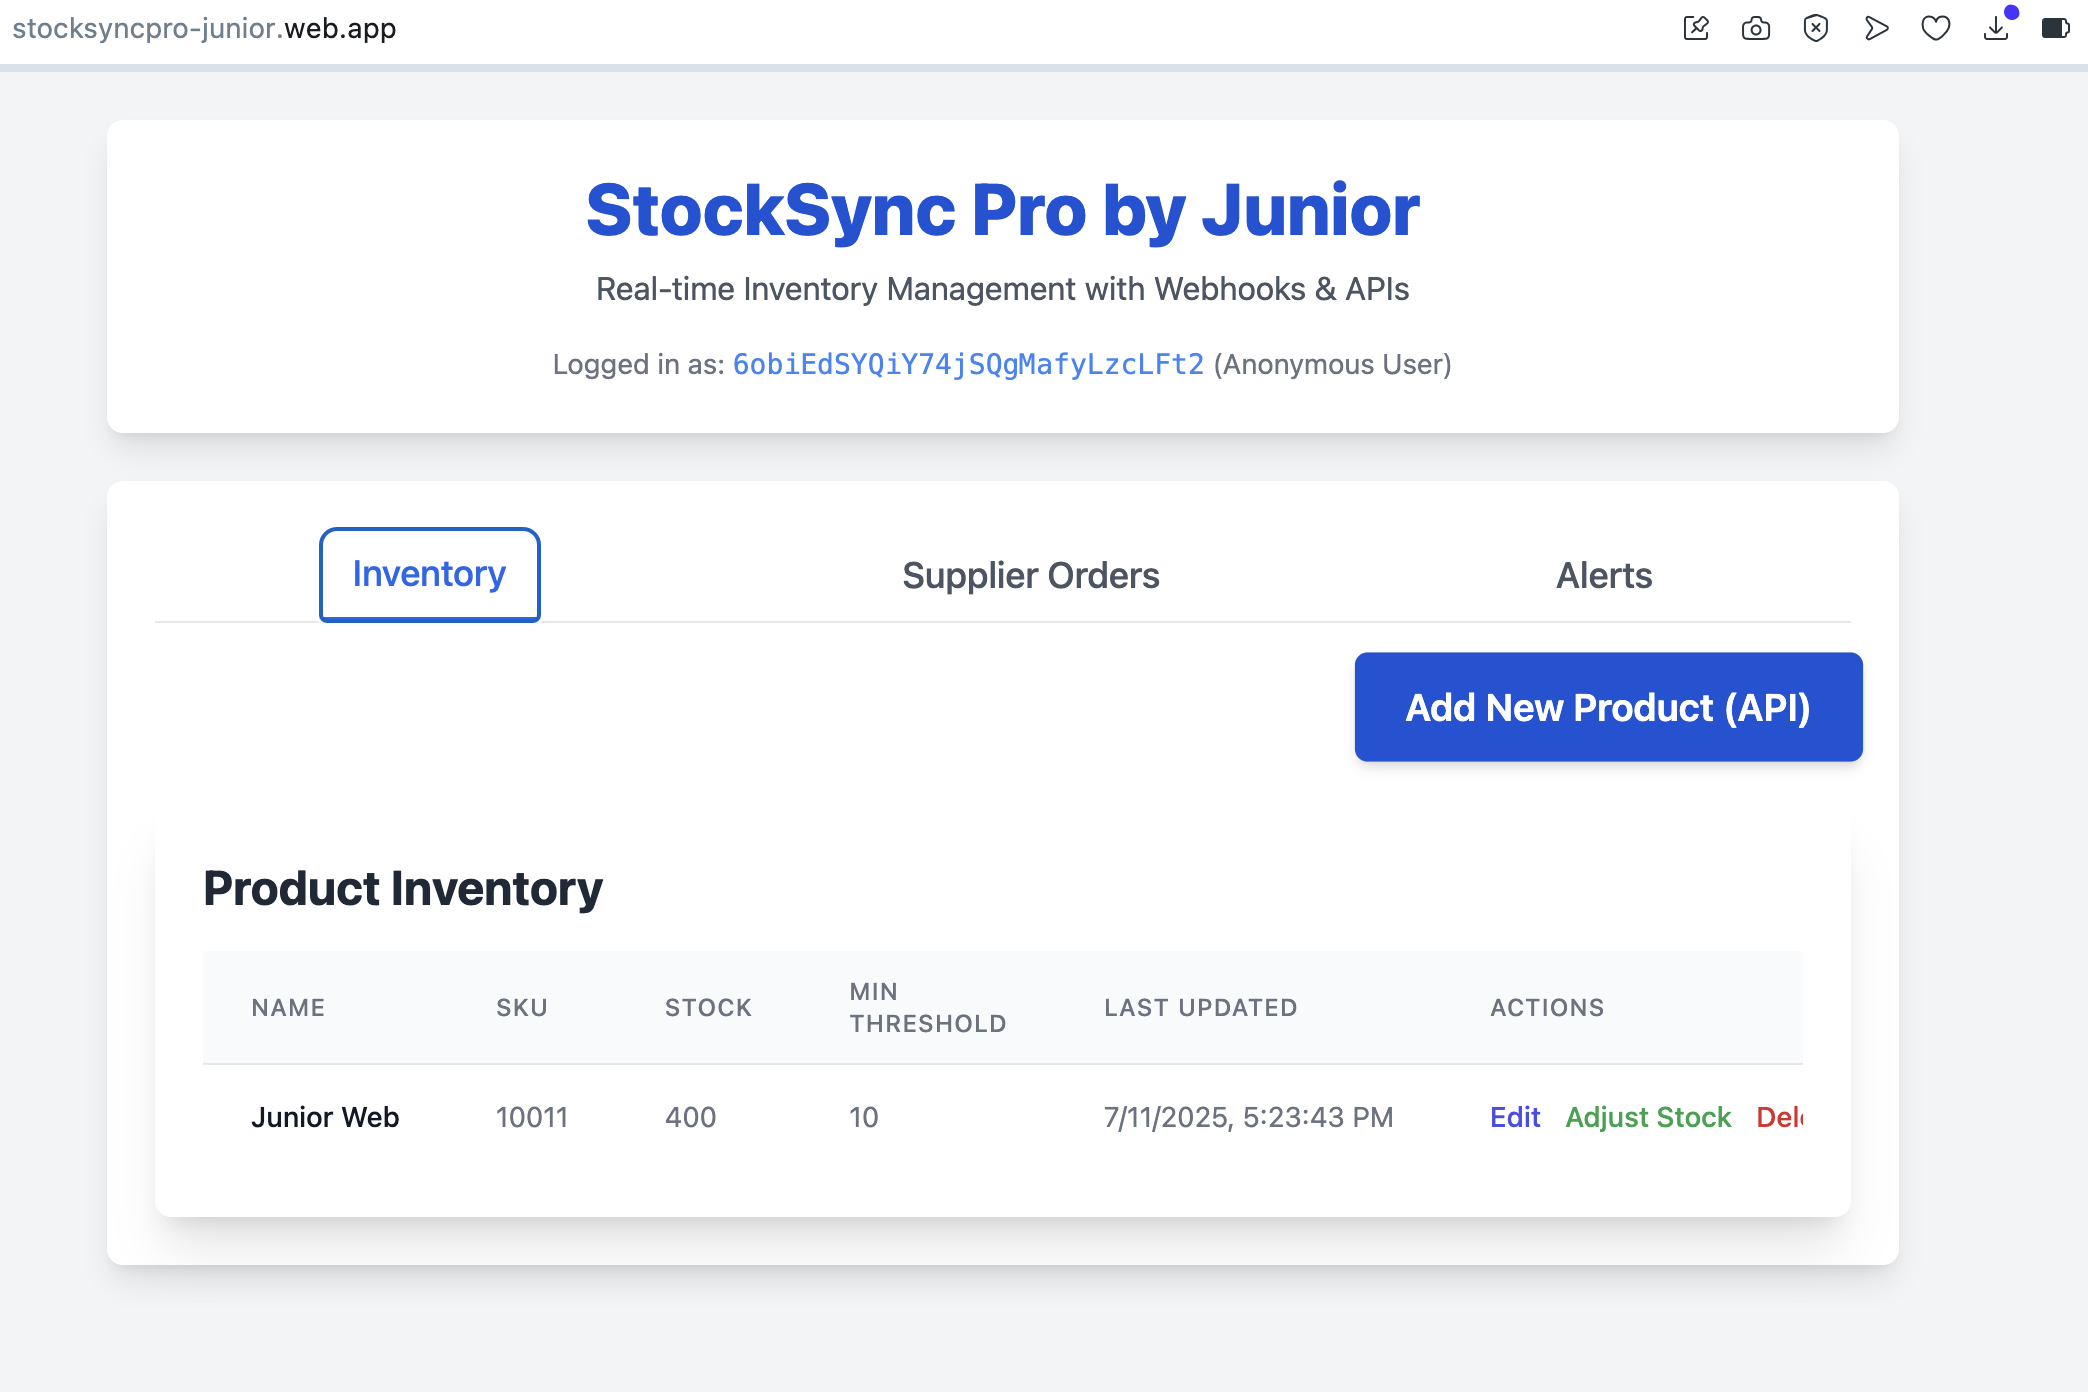 stocksyncpro-junior.web.app
StockSync Pro by Junior
Real-time Inventory Management with Webhooks & APIs
Logged in as: 6obiEdSYQiY74jSQgMafyLzcLFt2 (Anonymous User)
Inventory Supplier Orders Alerts
Add New Product (API)
Product Inventory
NAME SKU STOCK MIN THRESHOLD LAST UPDATED ACTIONS
Junior Web 10011 400 10 7/11/2025, 5:23:43 PM Edit Adjust Stock